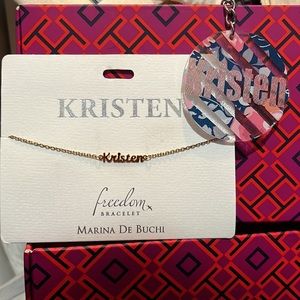 KRISTEN
Kristen
Kristen
freedom
BRACELET
MARINA DE BUCHI